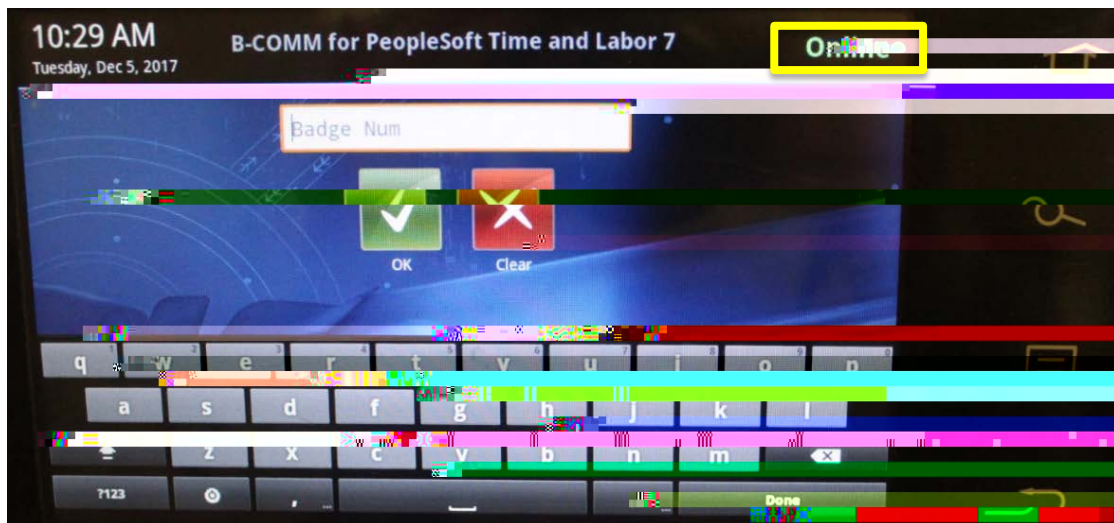 10:29 AM
B-COMM for PeopleSoft Time and Labor 7
Online
Tuesday, Dec 5, 2017
Badge Num
OK Clear
q w e r t y u i o p
a s d f g h j k l
z x c v b n m
?123 , Done